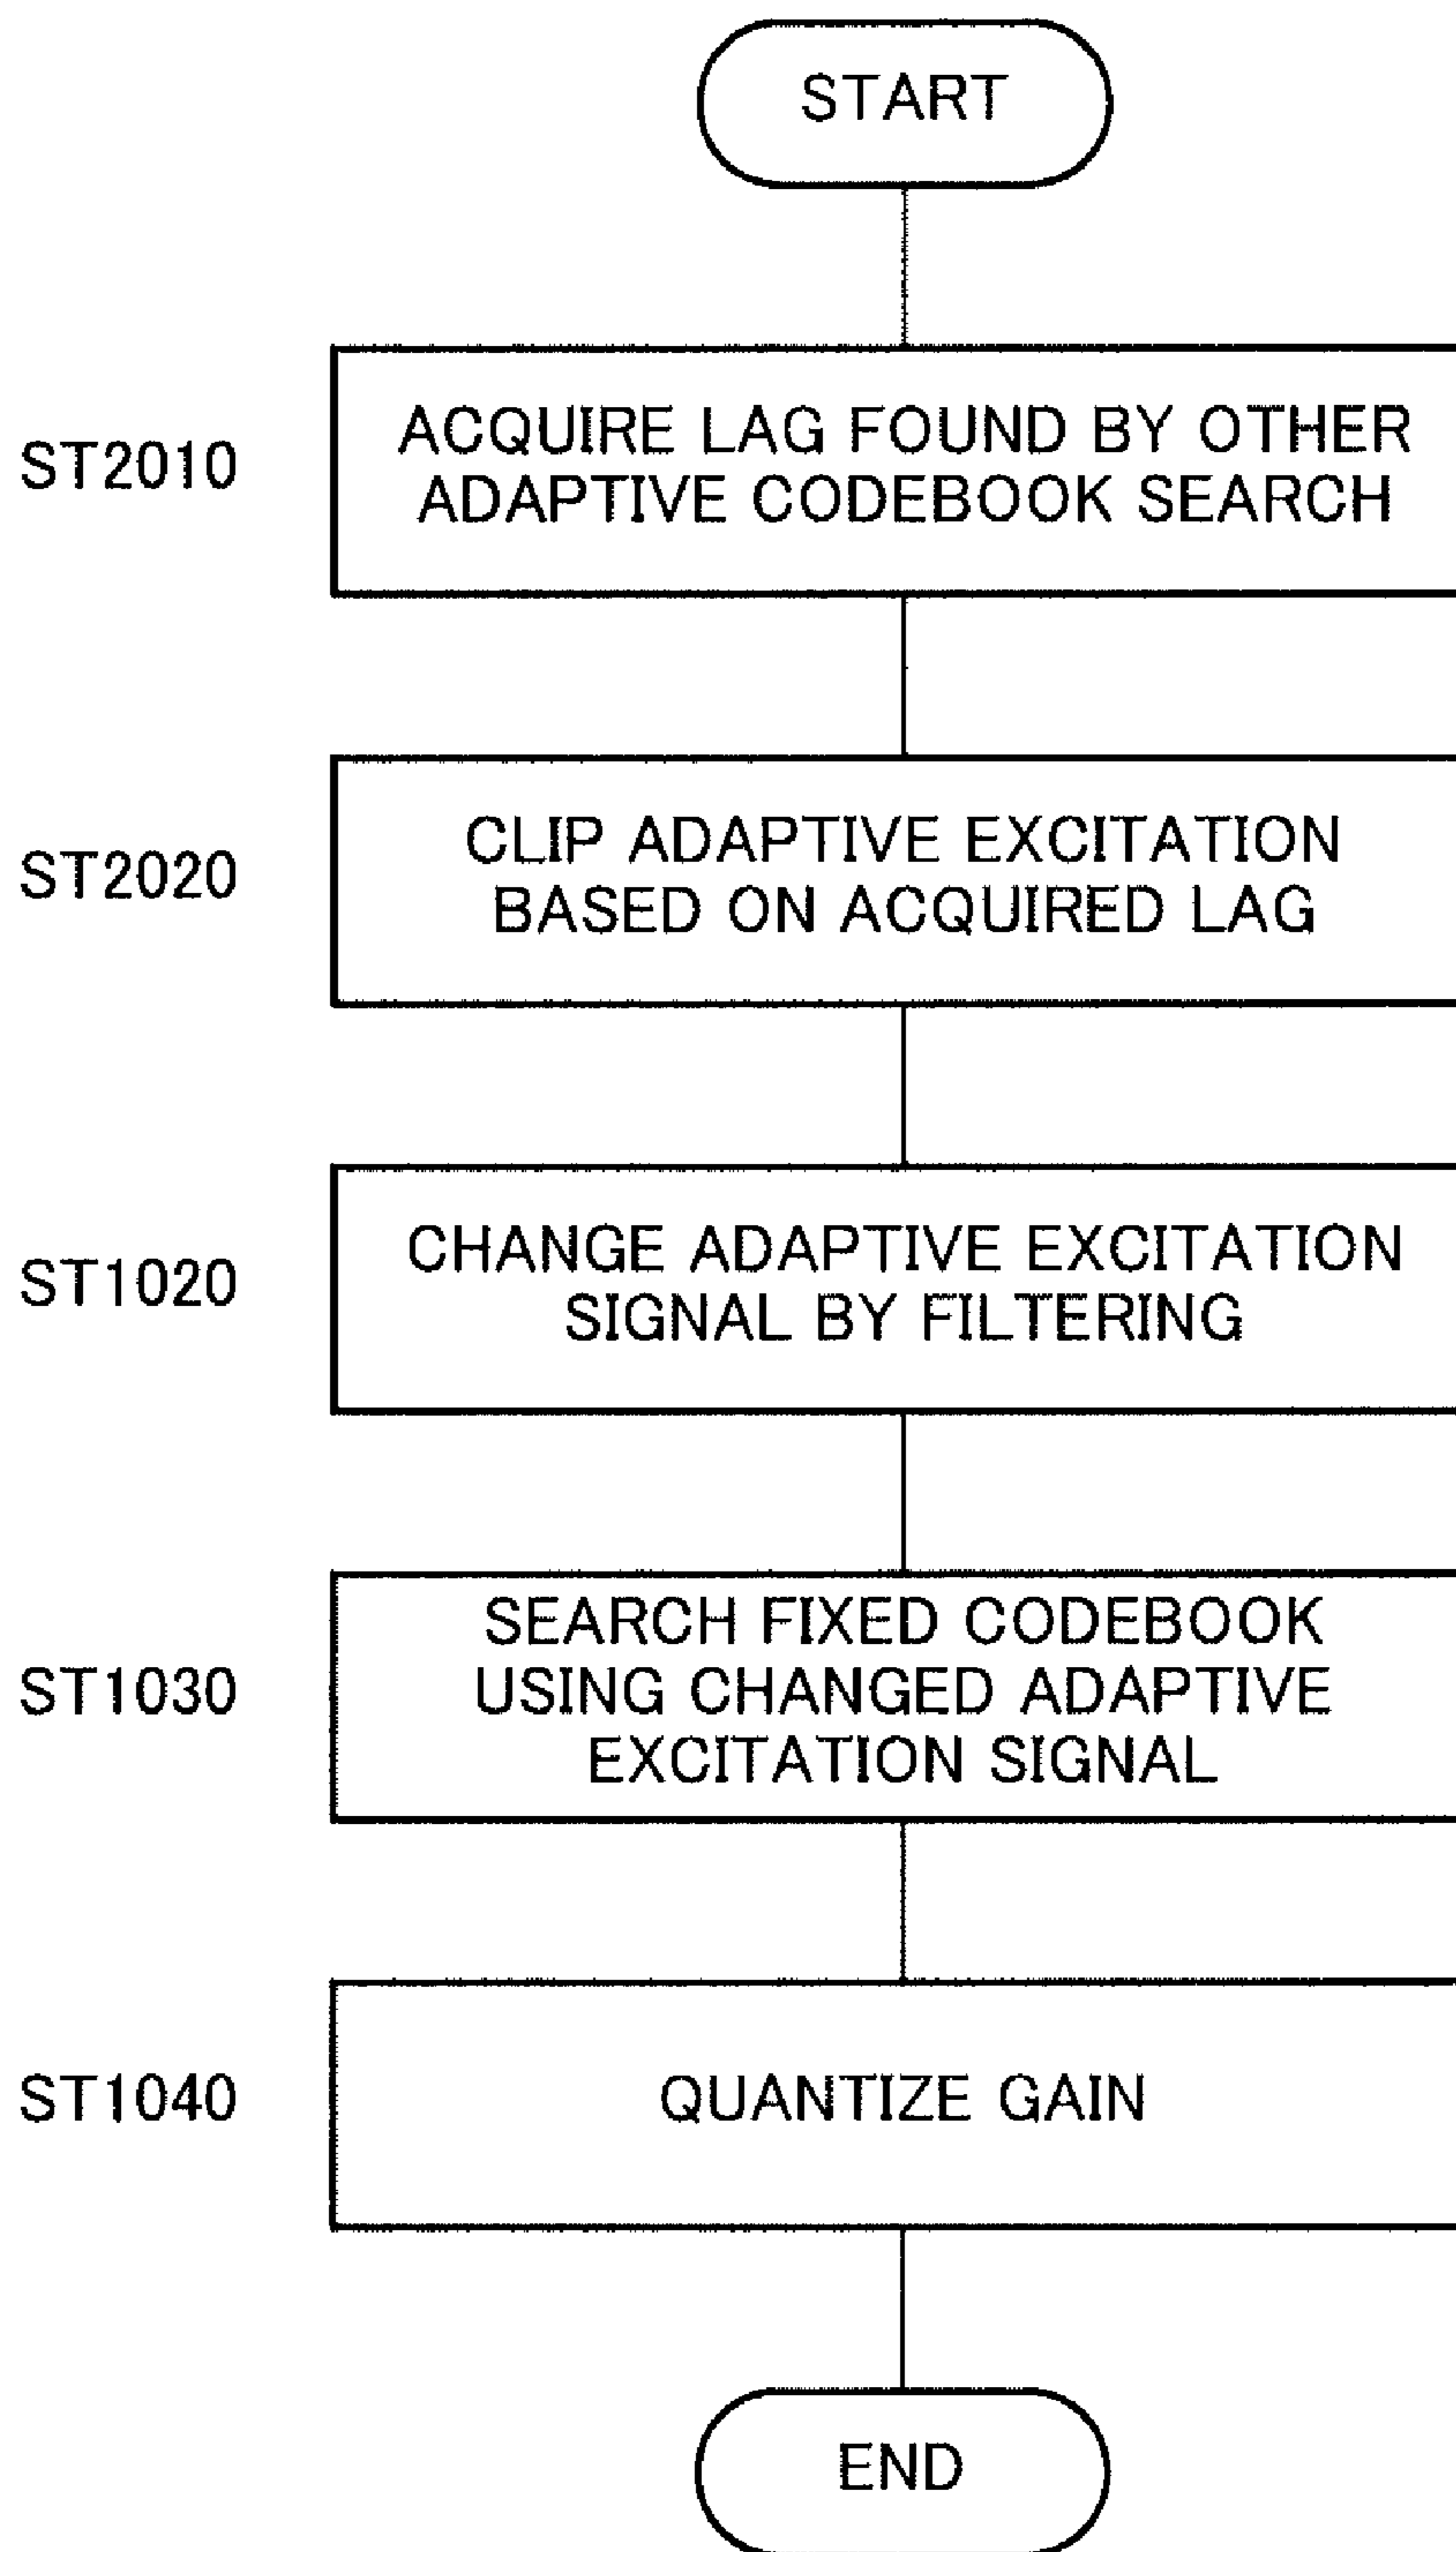 START
ST2010
ACQUIRE LAG FOUND BY OTHER
ADAPTIVE CODEBOOK SEARCH
ST2020
CLIP ADAPTIVE EXCITATION
BASED ON ACQUIRED LAG
ST1020
CHANGE ADAPTIVE EXCITATION
SIGNAL BY FILTERING
ST1030
SEARCH FIXED CODEBOOK
USING CHANGED ADAPTIVE
EXCITATION SIGNAL
ST1040
QUANTIZE GAIN
END